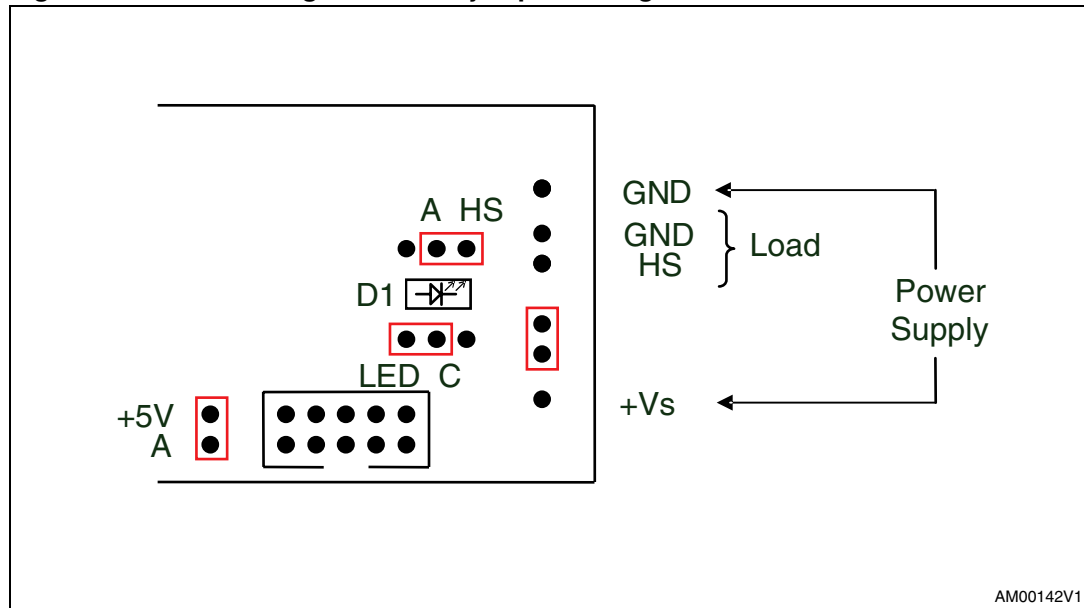 GND
A HS
GND
HS
Load
D1
Power
Supply
LED C
+Vs
+5V
A
AM00142V1